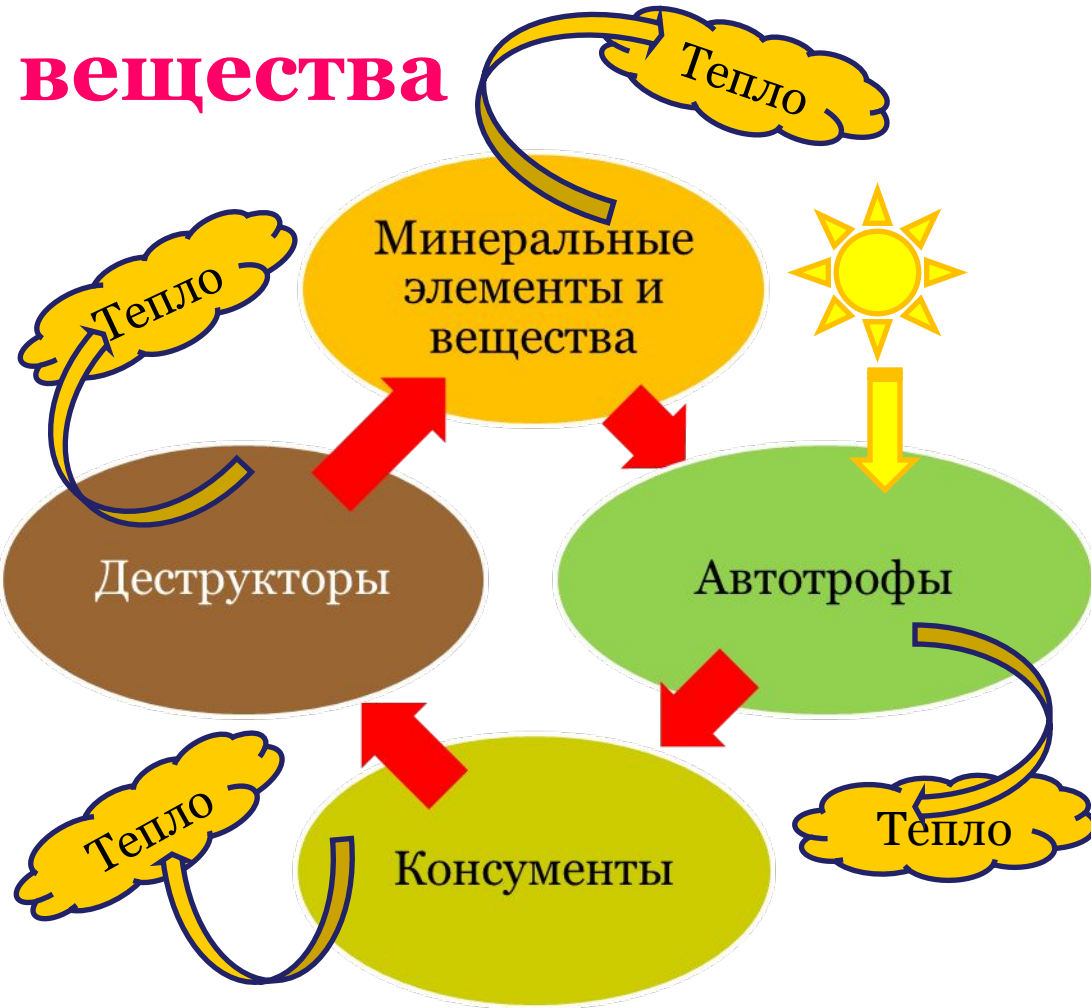 вещества
Тепло
Минеральные
элементы и
вещества
Тепло
Деструкторы
Автотрофы
Тепло
Тепло
Консументы